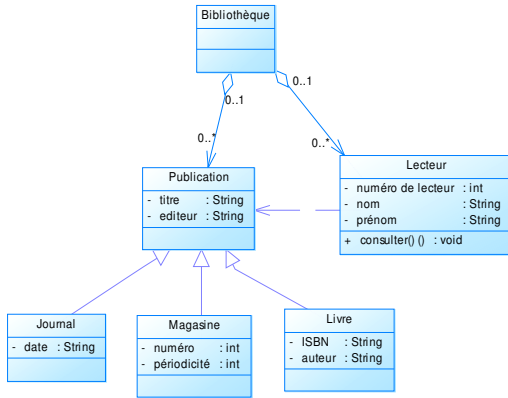 Bibliothèque
0..1
0..1
0..*
0..*
Publication
- titre : String
- editeur : String
Lecteur
- numéro de lecteur : int
- nom : String
- prénom : String
+ consulter() () : void
Journal
- date : String
Magasine
- numéro : int
- périodicité : int
Livre
- ISBN : String
- auteur : String